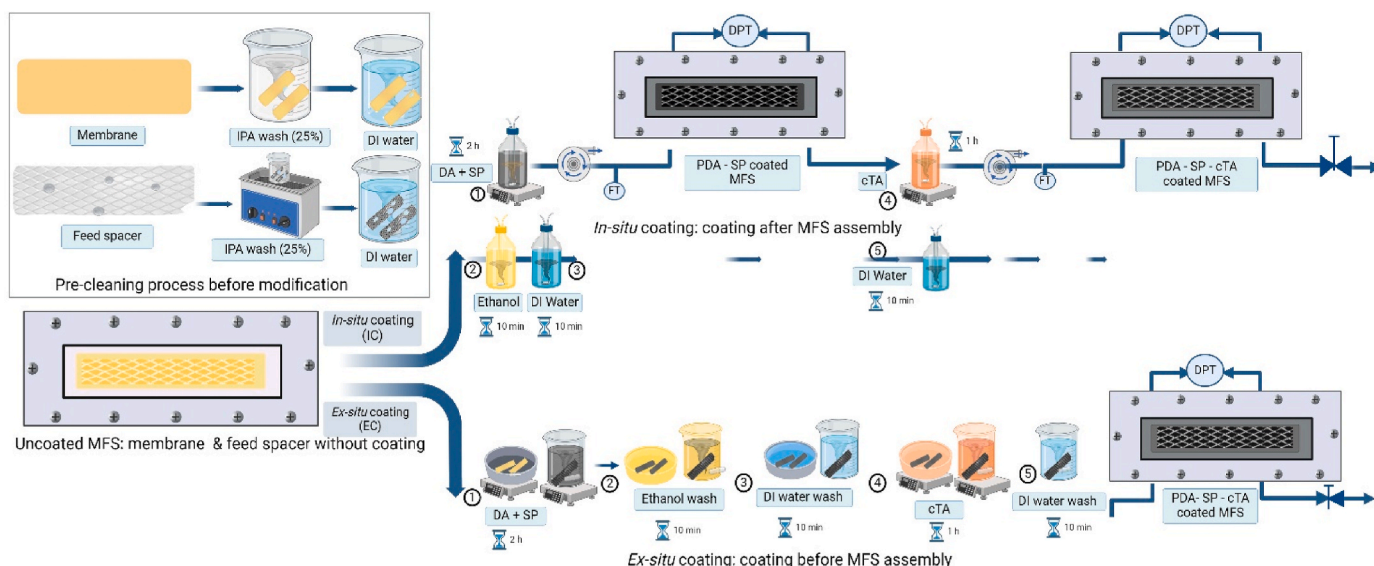 Membrane
IPA wash (25%)
DI water
Feed spacer
IPA wash (25%)
DI water
Pre-cleaning process before modification
In-situ coating
(IC)
Ex-situ coating
(EC)
Uncoated MFS: membrane & feed spacer without coating
2 h
DA + SP
1
FT
DPT
PDA - SP coated
MFS
cTA
4
1 h
FT
DPT
PDA - SP - cTA
coated MFS
In-situ coating: coating after MFS assembly
2
Ethanol
10 min
3
DI Water
10 min
5
DI Water
10 min
1
DA + SP
2 h
2
Ethanol wash
10 min
3
DI water wash
10 min
4
cTA
1 h
5
DI water wash
10 min
DPT
PDA- SP - cTA
coated MFS
Ex-situ coating: coating before MFS assembly